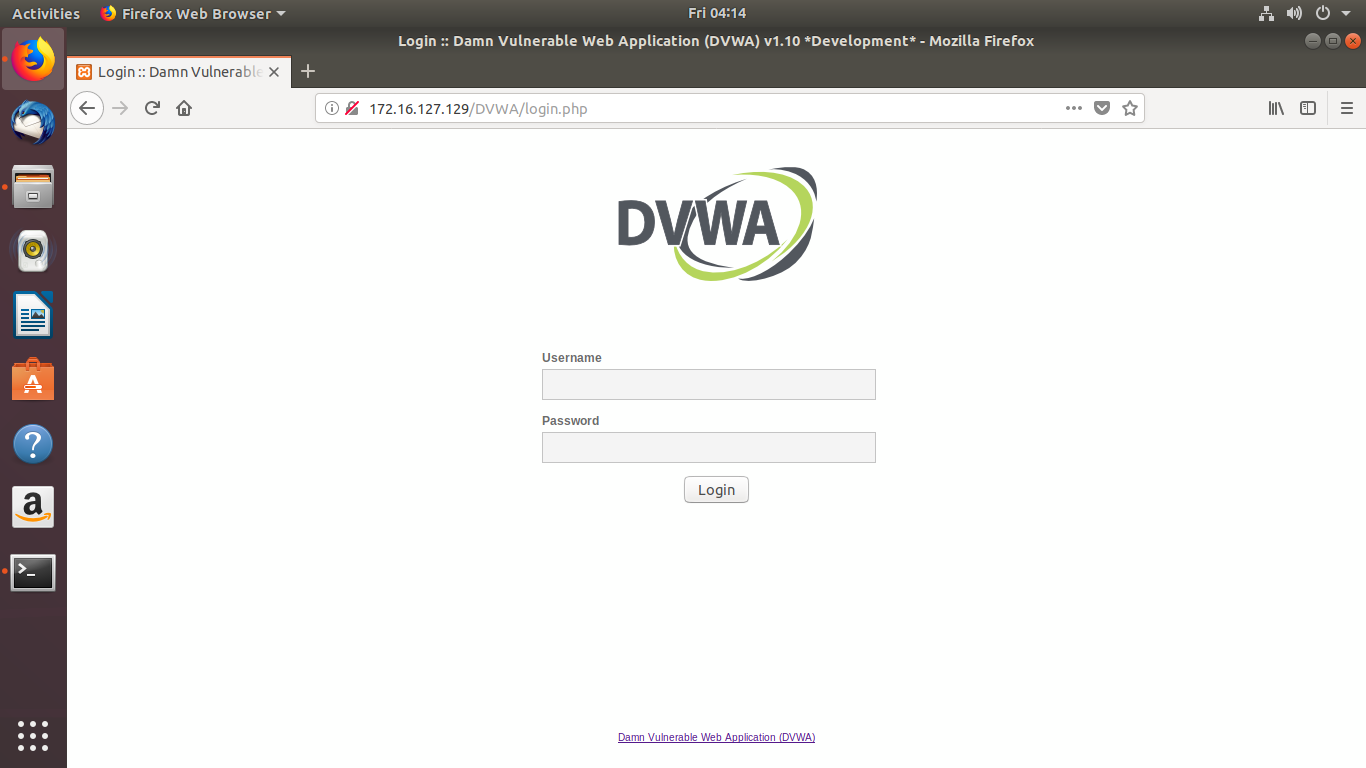 Activities Firefox Web Browser Fri 04:14
Login :: Damn Vulnerable Web Application (DVWA) v1.10 *Development* - Mozilla Firefox
Login :: Damn Vulnerable
172.16.127.129/DVWA/login.php
DVWA
Username
Password
Login
Damn Vulnerable Web Application (DVWA)